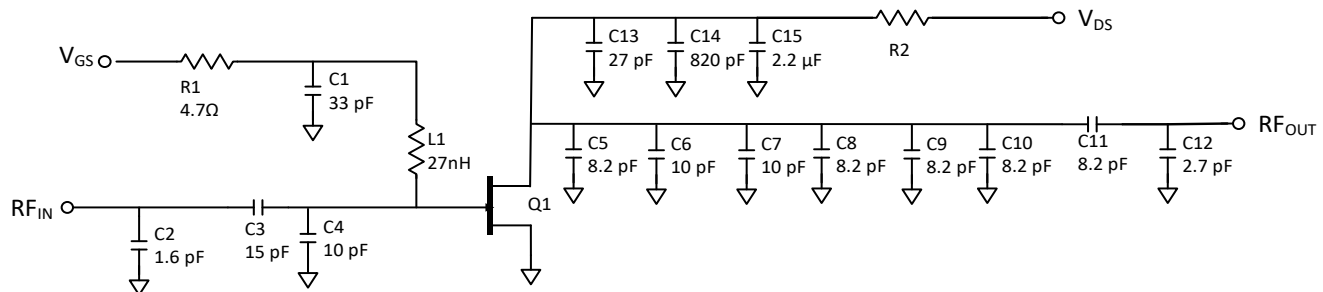 V_DS
C13
27 pF
C14
820 pF
C15
2.2 µF
R2
V_GS
R1
4.7Ω
C1
33 pF
L1
27nH
C5
8.2 pF
C6
10 pF
C7
10 pF
C8
8.2 pF
C9
8.2 pF
C10
8.2 pF
C11
8.2 pF
C12
2.7 pF
RF_OUT
RF_IN
C2
1.6 pF
C3
15 pF
C4
10 pF
Q1